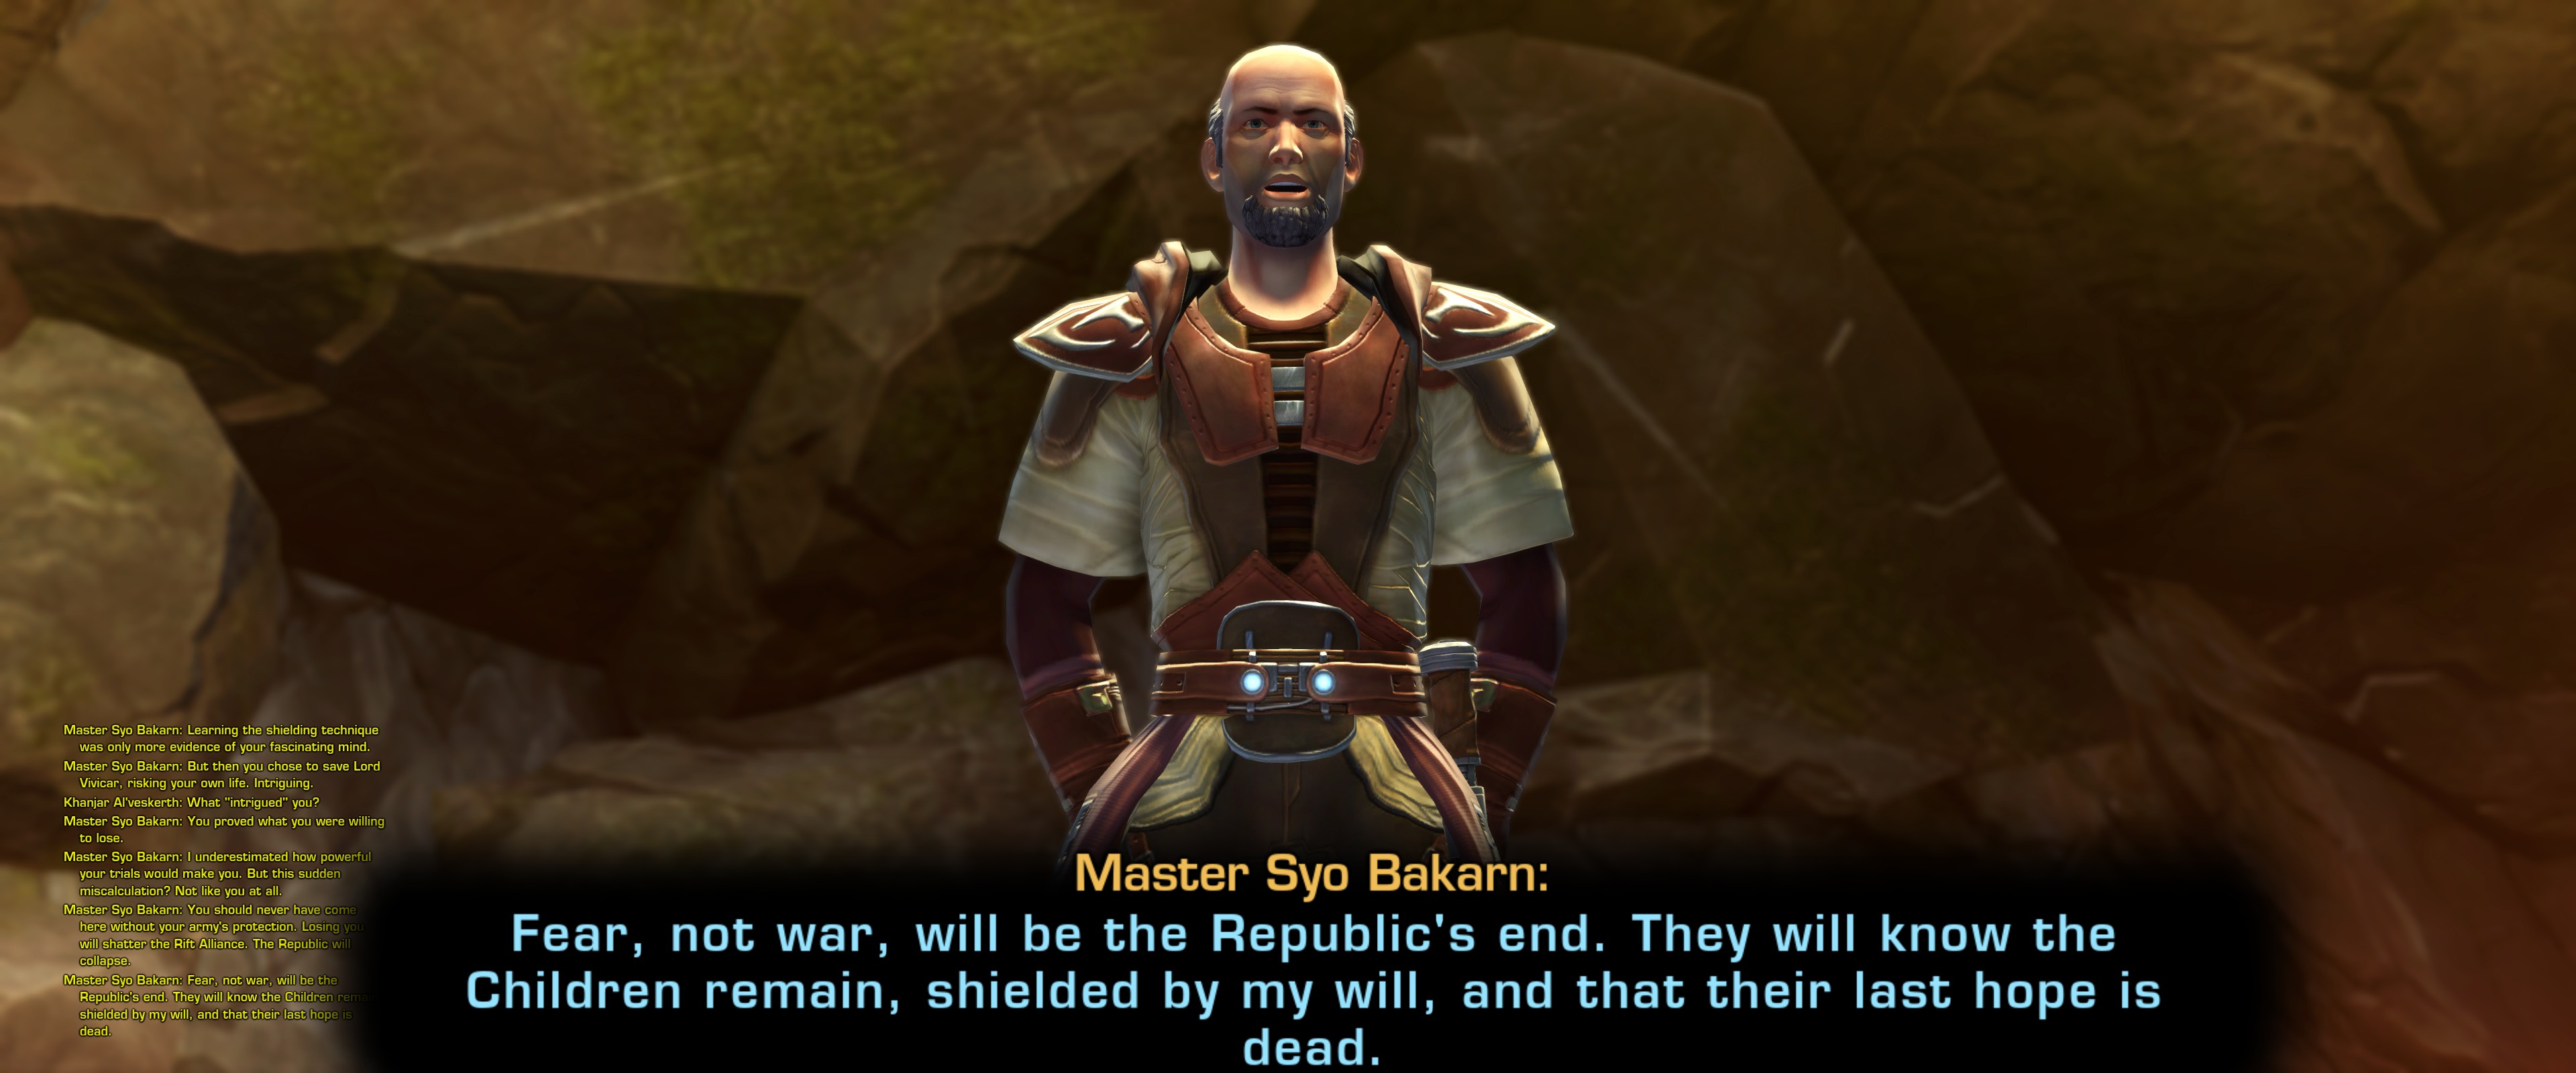 Master Syo Bakarn: Learning the shielding technique
was only more evidence of your fascinating mind.
Master Syo Bakarn: But then you chose to save Lord
Vivicar, risking your own life. Intriguing.
Khanjar Al'veskerth: What "intrigued" you?
Master Syo Bakarn: You proved what you were willing
to lose.
Master Syo Bakarn: I underestimated how powerful
your trials would make you. But this sudden
miscalculation? Not like you at all.
Master Syo Bakarn: You should never have come
here without your army's protection. Losing you
will shatter the Rift Alliance. The Republic will
collapse.
Master Syo Bakarn: Fear, not war, will be the
Republic's end. They will know the Children rema
shielded by my will, and that their last hope is
dead.
Master Syo Bakarn:
Fear, not war, will be the Republic's end. They will know the
Children remain, shielded by my will, and that their last hope is
dead.